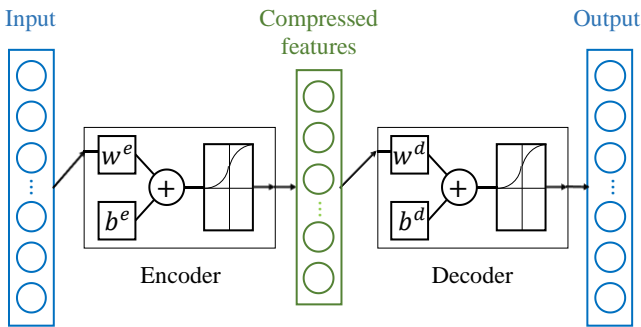 Input
Compressed
features
Output
w^e
b^e
+
w^d
b^d
+
Encoder
Decoder